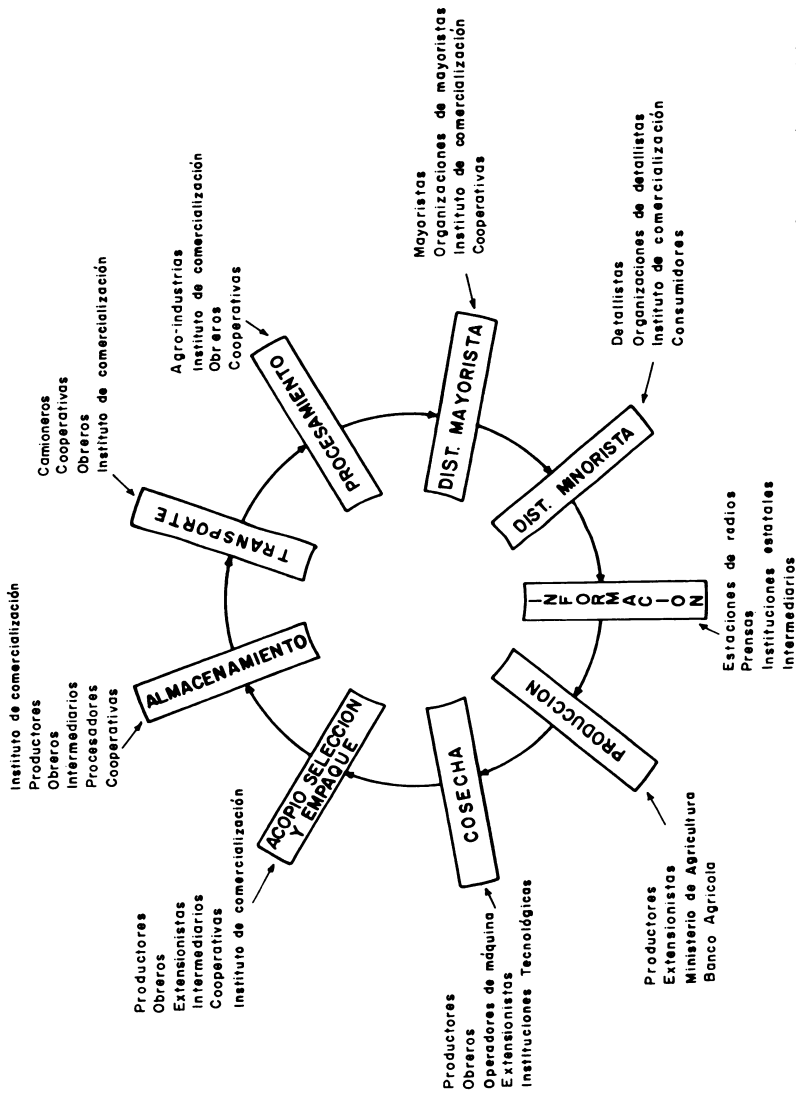 Instituto de comercialización
Productores
Obreros
Intermediarios
Procesadores
Cooperativas
ALMACENAMIENTO
Camioneros
Cooperativas
Obreros
Instituto de comercialización
TRANSPORTE
Agro-industrias
Instituto de comercialización
Obreros
Cooperativas
PROCESAMIENTO
Mayoristas
Organizaciones de mayoristas
Instituto de comercialización
Cooperativas
DIST. MAYORISTA
Detallistas
Organizaciones de detallistas
Instituto de comercialización
Consumidores
DIST. MINORISTA
Estaciones de radios
Prensas
Instituciones estatales
Intermediarios
INFORMACION
Productores
Extensionistas
Ministerio de Agricultura
Banco Agrícola
PRODUCCION
Productores
Obreros
Operadores de máquina
Extensionistas
Instituciones Tecnológicas
COSECHA
Productores
Obreros
Extensionistas
Intermediarios
Cooperativas
Instituto de comercialización
ACOPIO SELECCION
Y EMPAQUE